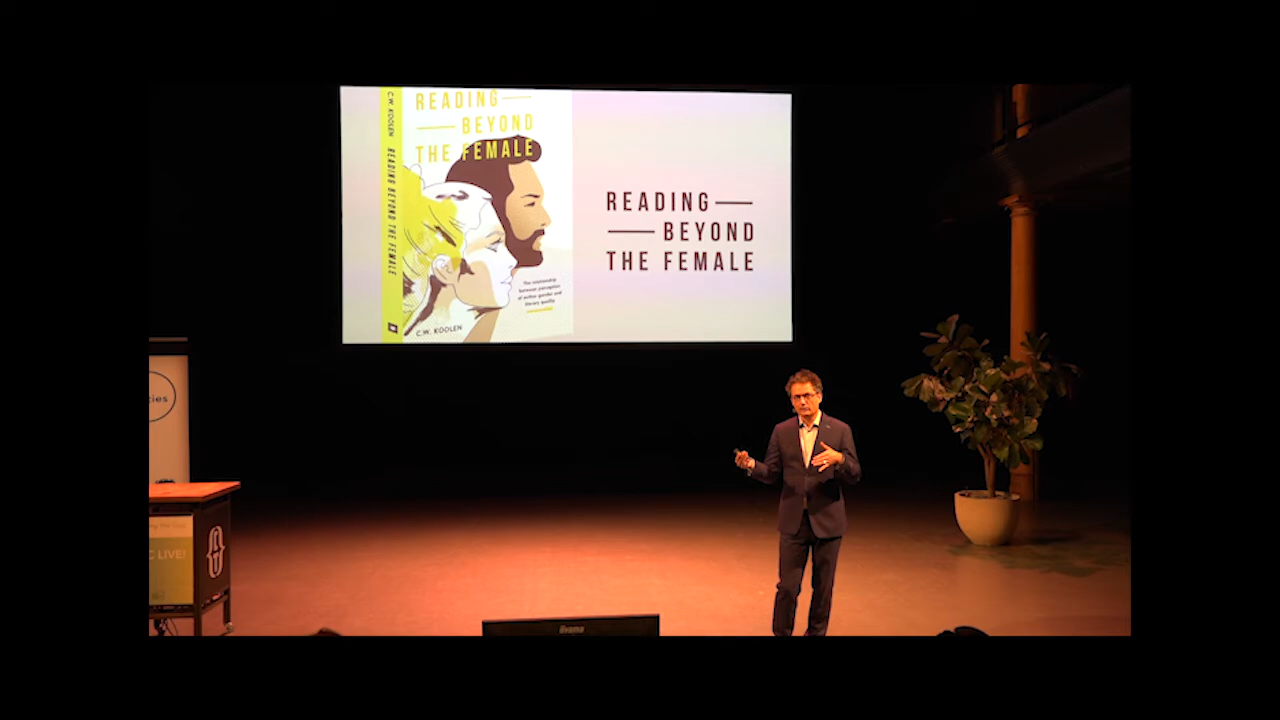 C.W. KOOLEN READING BEYOND THE FEMALE
READING
BEYOND
THE FEMALE
The relationship
between perception
of author gender and
literary quality
C.W. KOOLEN
READING
BEYOND
THE FEMALE
C LIVE!
iiyama